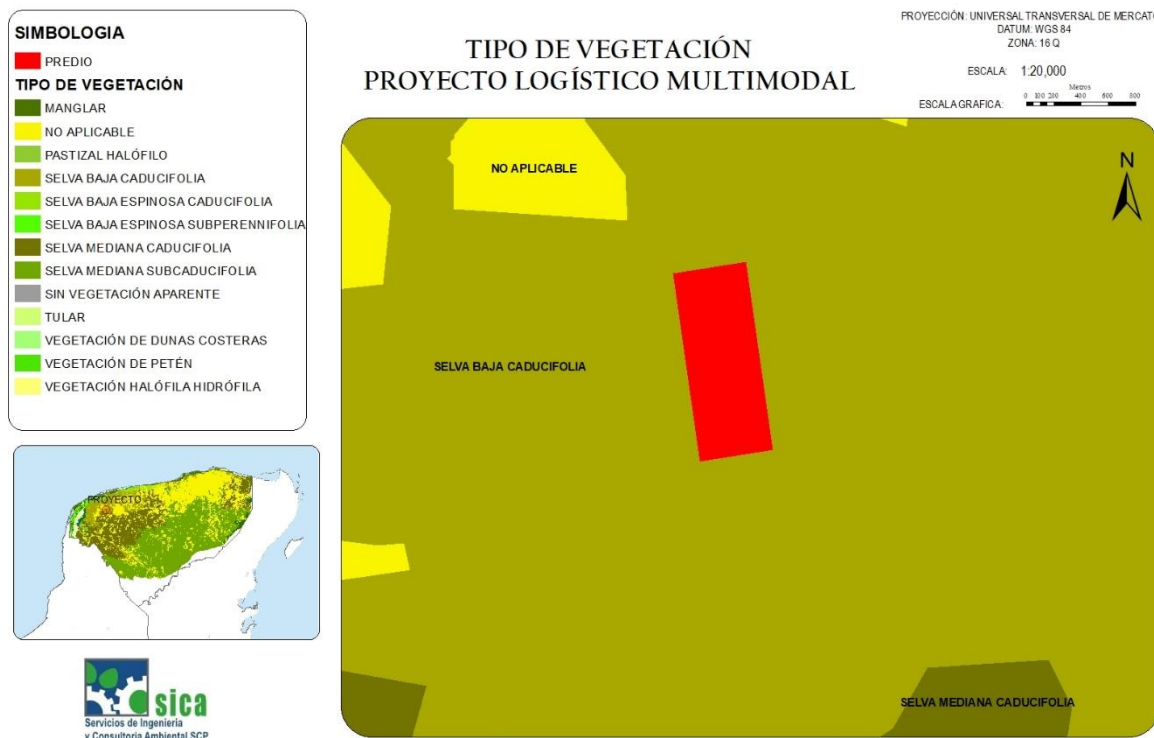 SIMBOLOGIA
PREDIO
TIPO DE VEGETACIÓN
MANGLAR
NO APLICABLE
PASTIZAL HALÓFILO
SELVA BAJA CADUCIFOLIA
SELVA BAJA ESPINOSA CADUCIFOLIA
SELVA BAJA ESPINOSA SUBPERENNIFOLIA
SELVA MEDIANA CADUCIFOLIA
SELVA MEDIANA SUBCADUCIFOLIA
SIN VEGETACIÓN APARENTE
TULAR
VEGETACIÓN DE DUNAS COSTERAS
VEGETACIÓN DE PETÉN
VEGETACIÓN HALÓFILA HIDRÓFILA
TIPO DE VEGETACIÓN
PROYECTO LOGÍSTICO MULTIMODAL
PROYECCIÓN: UNIVERSAL TRANSVERSAL DE MERCATO
DATUM: WGS 84
ZONA: 16 Q
ESCALA: 1:20,000
Metros
ESCALA GRAFICA: 0 100 200 400 600 800
NO APLICABLE
N
SELVA BAJA CADUCIFOLIA
SELVA MEDIANA CADUCIFOLIA
PROYECTO
sica
Servicios de Ingeniería
y Consultoría Ambiental SCP